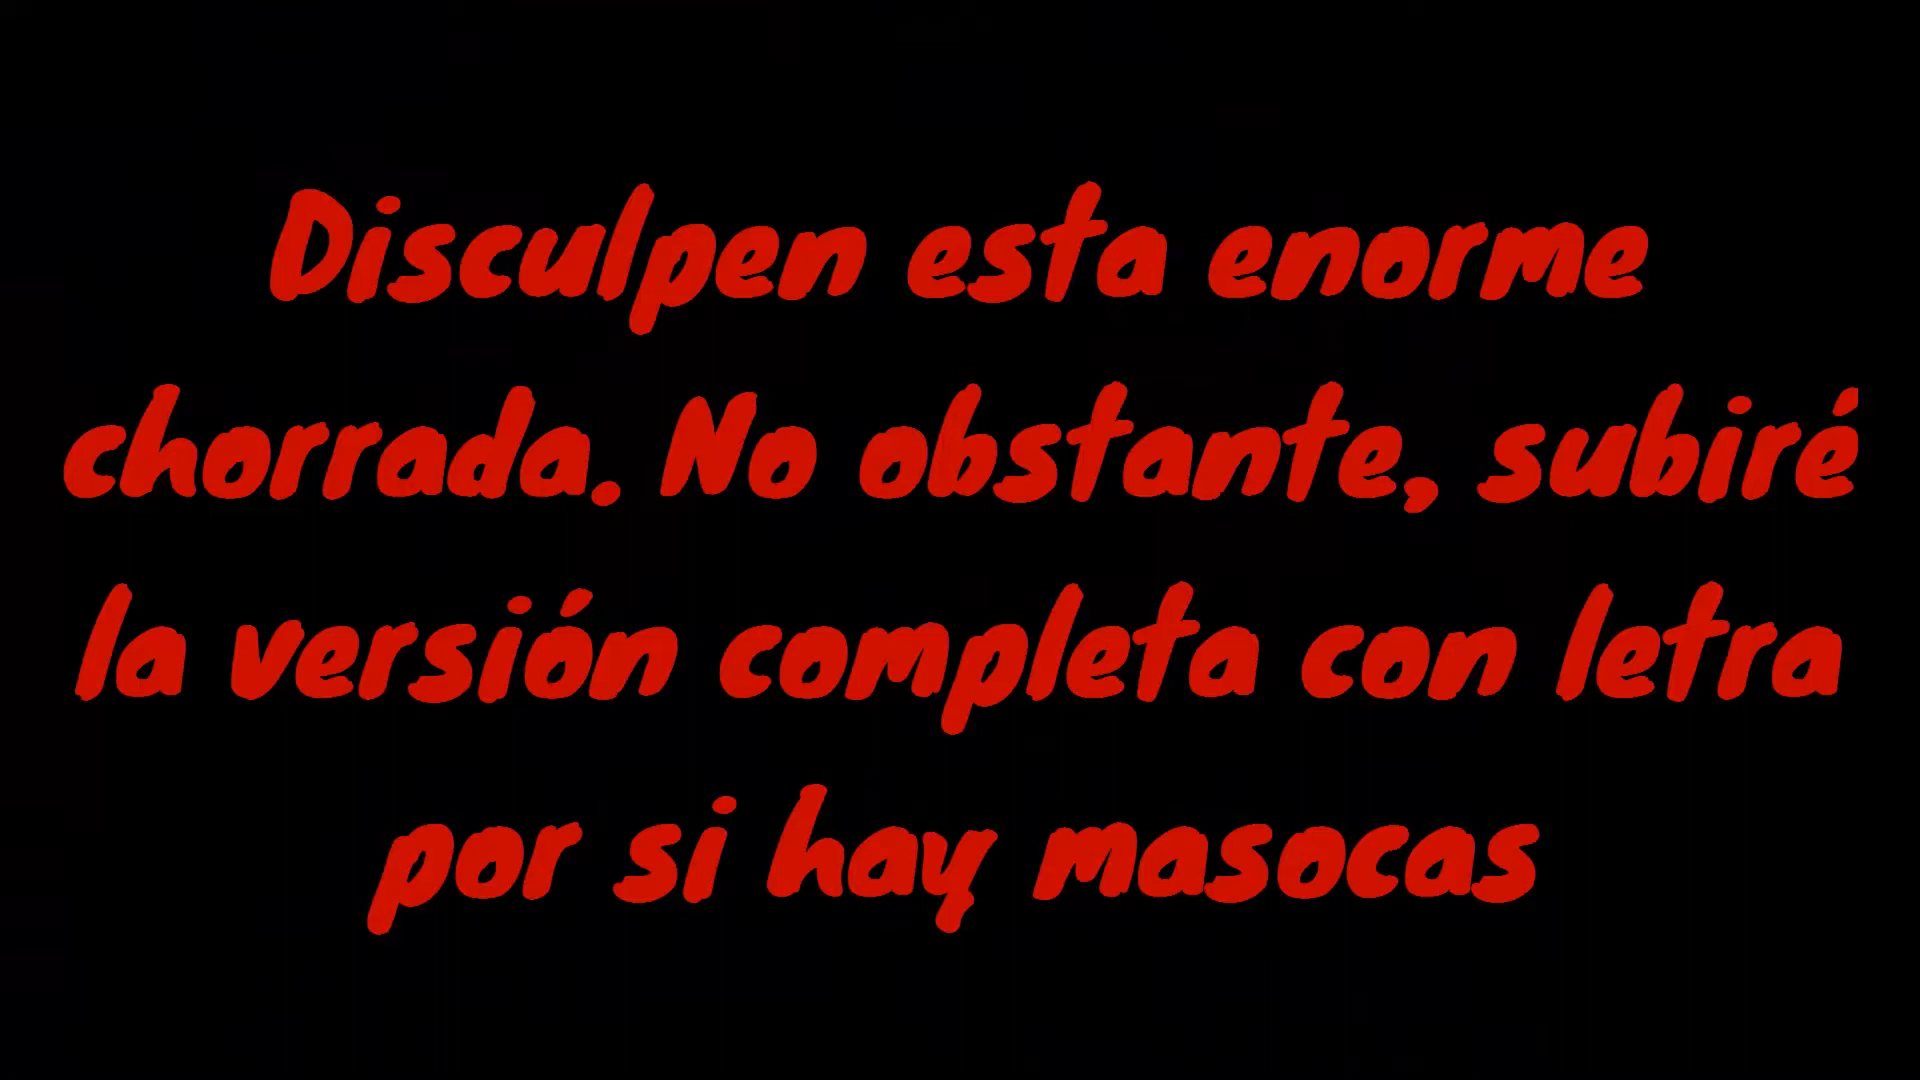 Disculpen esta enorme
chorrada. No obstante, subiré
la versión completa con letra
por si hay masocas